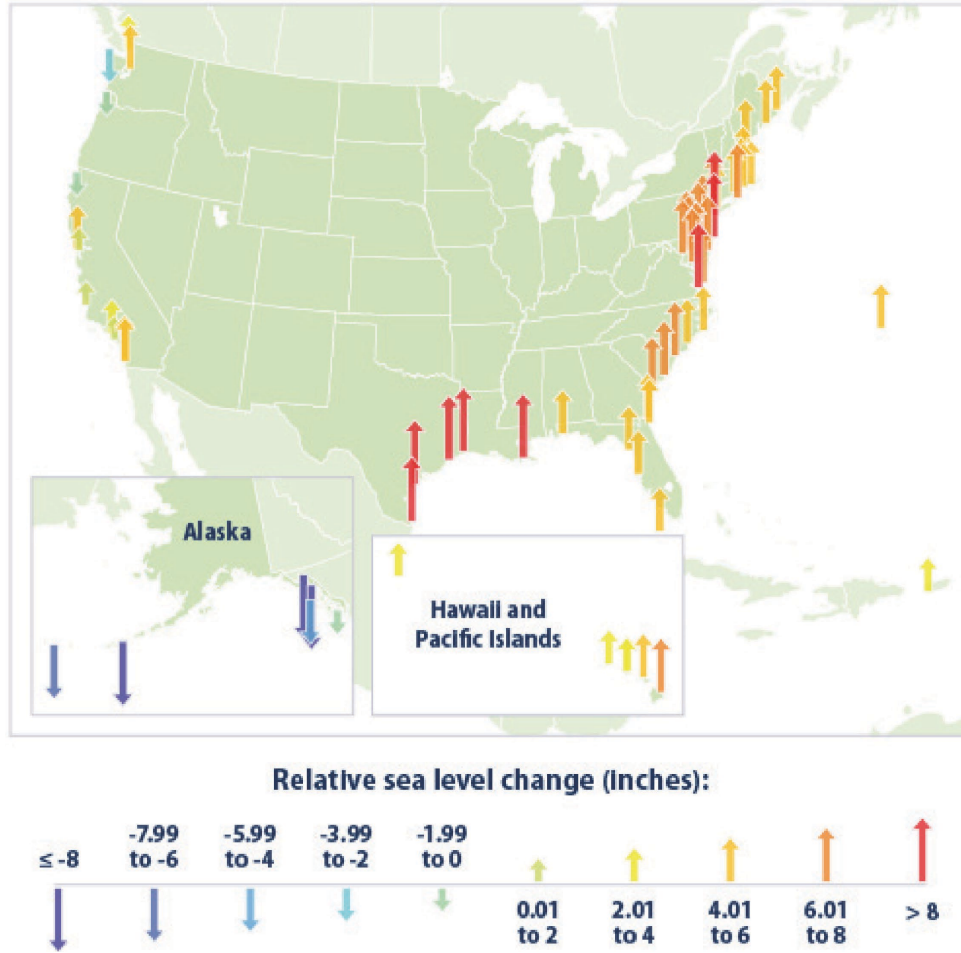 Alaska
Hawaii and
Pacific Islands
Relative sea level change (inches):
≤ -8
-7.99
to -6
-5.99
to -4
-3.99
to -2
-1.99
to 0
0.01
to 2
2.01
to 4
4.01
to 6
6.01
to 8
> 8